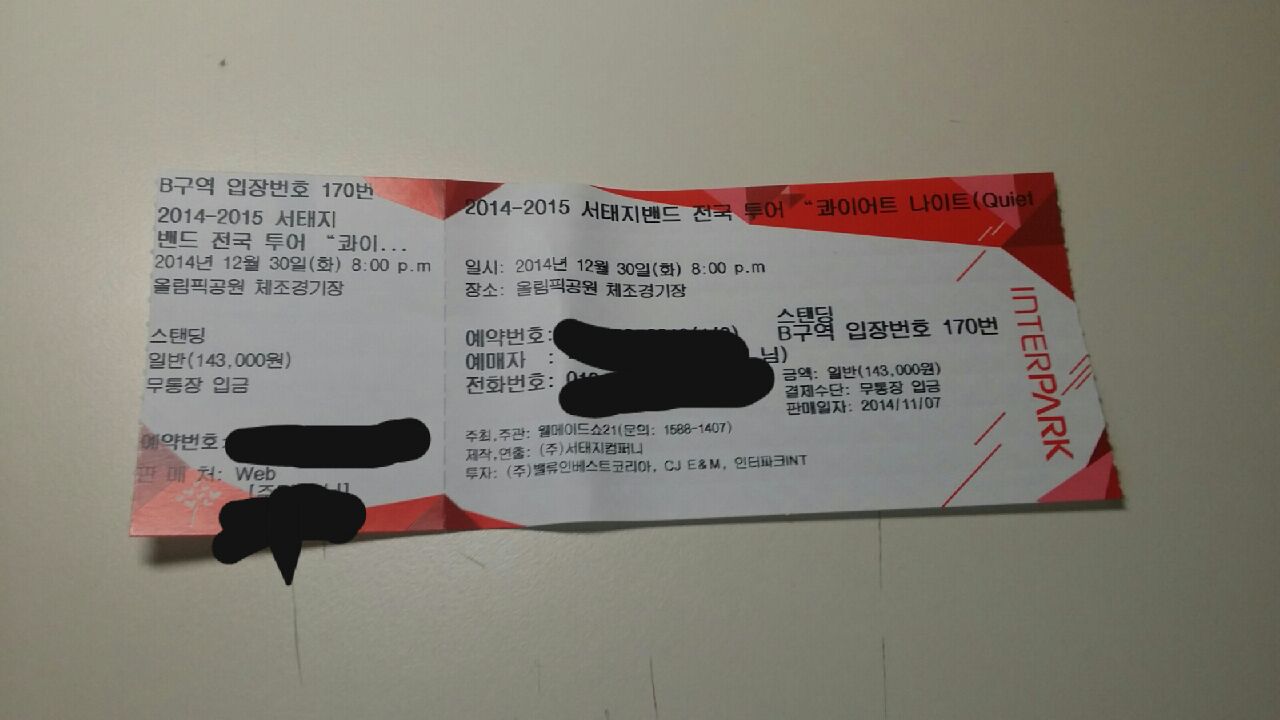 B구역 입장번호 170번
2014-2015 서태지
밴드 전국 투어 “콰이...
2014년 12월 30일(화) 8:00 p.m
올림픽공원 체조경기장
스탠딩
일반(143,000원)
무통장 입금
예약번호:
판 매 처: Web
2014-2015 서태지밴드 전국 투어 “콰이어트 나이트(Quiet
일시: 2014년 12월 30일(화) 8:00 p.m
장소: 올림픽공원 체조경기장
예약번호:
예매자 : 님)
전화번호:
스탠딩
B구역 입장번호 170번
금액: 일반(143,000원)
결제수단: 무통장 입금
판매일자: 2014/11/07
주최,주관: 웰메이드쇼21(문의: 1588-1407)
제작,연출: (주)서태지컴퍼니
투자: (주)밸류인베스트코리아, CJ E&M, 인터파크INT
INTERPARK